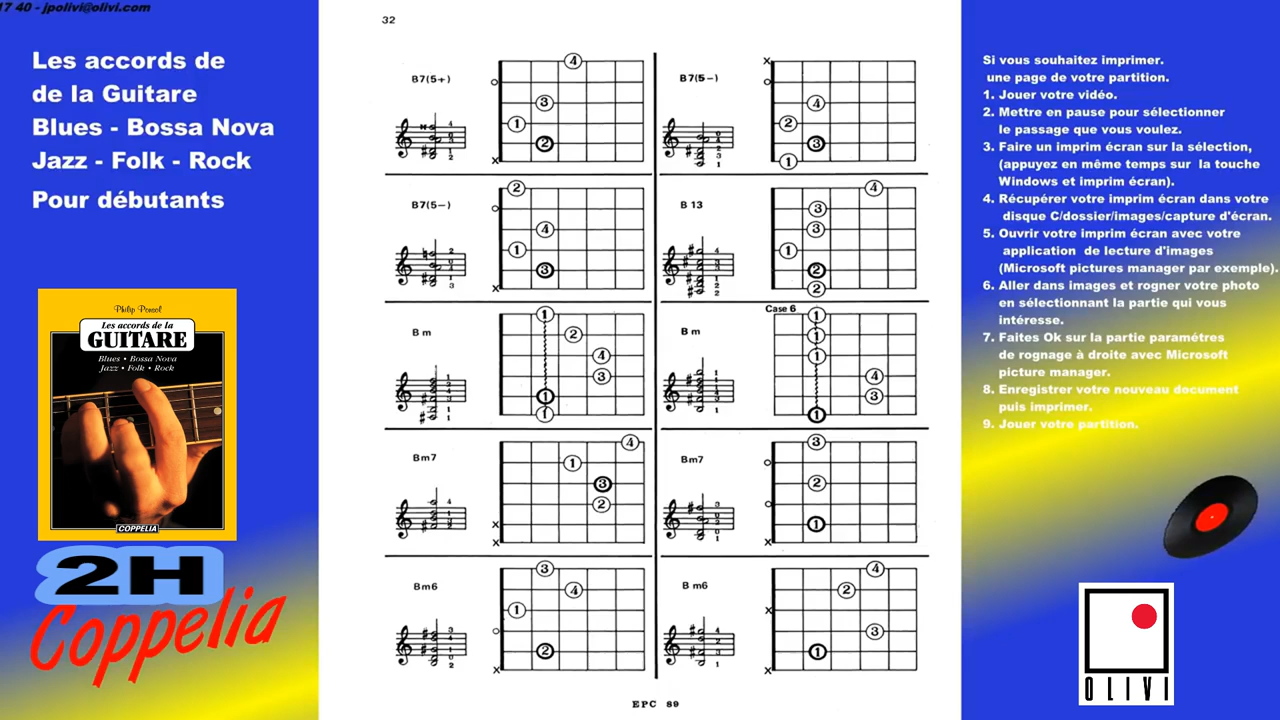 17 40 - jpolivi@olivi.com
Les accords de
de la Guitare
Blues - Bossa Nova
Jazz - Folk - Rock
Pour débutants
Philip Ponsol
Les accords de la
GUITARE
Blues • Bossa Nova
Jazz • Folk • Rock
COPPELIA
2H
Coppelia
32
B7(5+)
B7(5−)
B7(5−)
B 13
B m
Case 6
B m
Bm7
Bm7
Bm6
B m6
EPC 89
Si vous souhaitez imprimer.
une page de votre partition.
1. Jouer votre vidéo.
2. Mettre en pause pour sélectionner
le passage que vous voulez.
3. Faire un imprim écran sur la sélection,
(appuyez en même temps sur la touche
Windows et imprim écran).
4. Récupérer votre imprim écran dans votre
disque C/dossier/images/capture d'écran.
5. Ouvrir votre imprim écran avec votre
application de lecture d'images
(Microsoft pictures manager par exemple).
6. Aller dans images et rogner votre photo
en sélectionnant la partie qui vous
intéresse.
7. Faites Ok sur la partie paramétres
de rognage à droite avec Microsoft
picture manager.
8. Enregistrer votre nouveau document
puis imprimer.
9. Jouer votre partition.
OLIVI